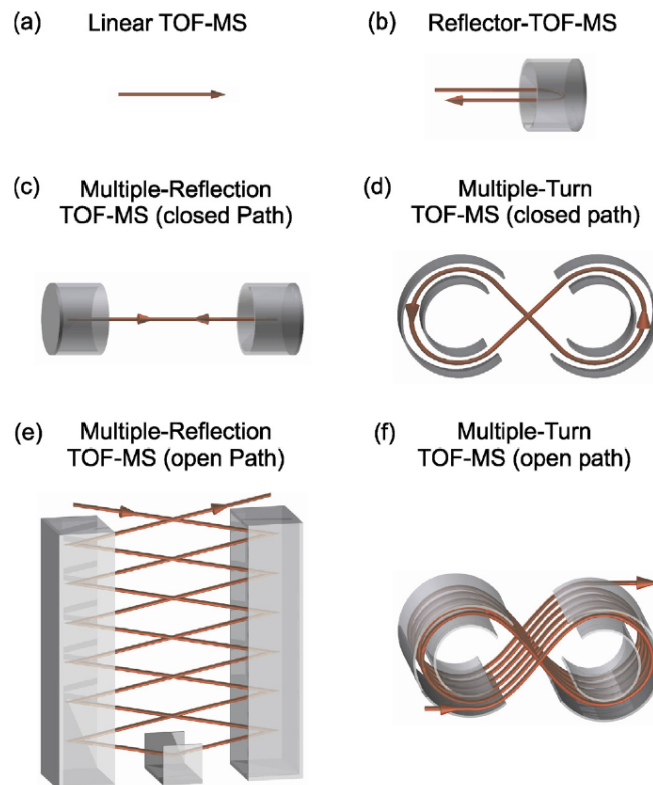 (a) Linear TOF-MS
(b) Reflector-TOF-MS
(c) Multiple-Reflection
TOF-MS (closed Path)
(d) Multiple-Turn
TOF-MS (closed path)
(e) Multiple-Reflection
TOF-MS (open Path)
(f) Multiple-Turn
TOF-MS (open path)